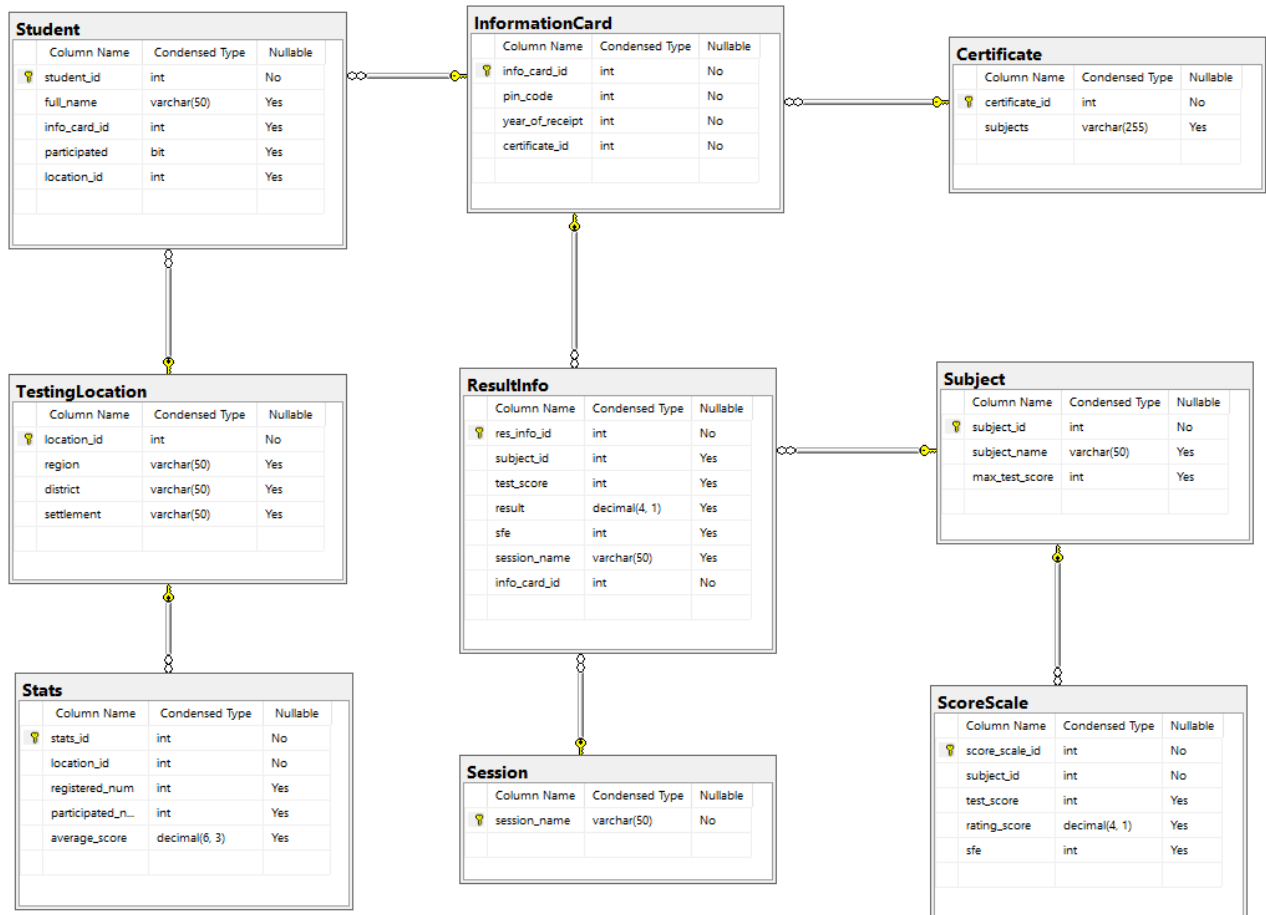 Student
Column Name Condensed Type Nullable
student_id int No
full_name varchar(50) Yes
info_card_id int Yes
participated bit Yes
location_id int Yes
InformationCard
Column Name Condensed Type Nullable
info_card_id int No
pin_code int No
year_of_receipt int No
certificate_id int No
Certificate
Column Name Condensed Type Nullable
certificate_id int No
subjects varchar(255) Yes
TestingLocation
Column Name Condensed Type Nullable
location_id int No
region varchar(50) Yes
district varchar(50) Yes
settlement varchar(50) Yes
ResultInfo
Column Name Condensed Type Nullable
res_info_id int No
subject_id int Yes
test_score int Yes
result decimal(4, 1) Yes
sfe int Yes
session_name varchar(50) Yes
info_card_id int No
Subject
Column Name Condensed Type Nullable
subject_id int No
subject_name varchar(50) Yes
max_test_score int Yes
Stats
Column Name Condensed Type Nullable
stats_id int No
location_id int No
registered_num int Yes
participated_n... int Yes
average_score decimal(6, 3) Yes
Session
Column Name Condensed Type Nullable
session_name varchar(50) No
ScoreScale
Column Name Condensed Type Nullable
score_scale_id int No
subject_id int No
test_score int Yes
rating_score decimal(4, 1) Yes
sfe int Yes